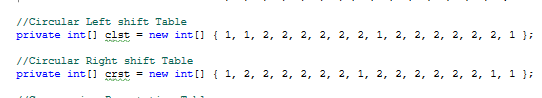 //Circular Left shift Table
private int[] clst = new int[] { 1, 1, 2, 2, 2, 2, 2, 2, 1, 2, 2, 2, 2, 2, 2, 1 };
//Circular Right shift Table
private int[] crst = new int[] { 1, 2, 2, 2, 2, 2, 2, 1, 2, 2, 2, 2, 2, 2, 1, 1 };